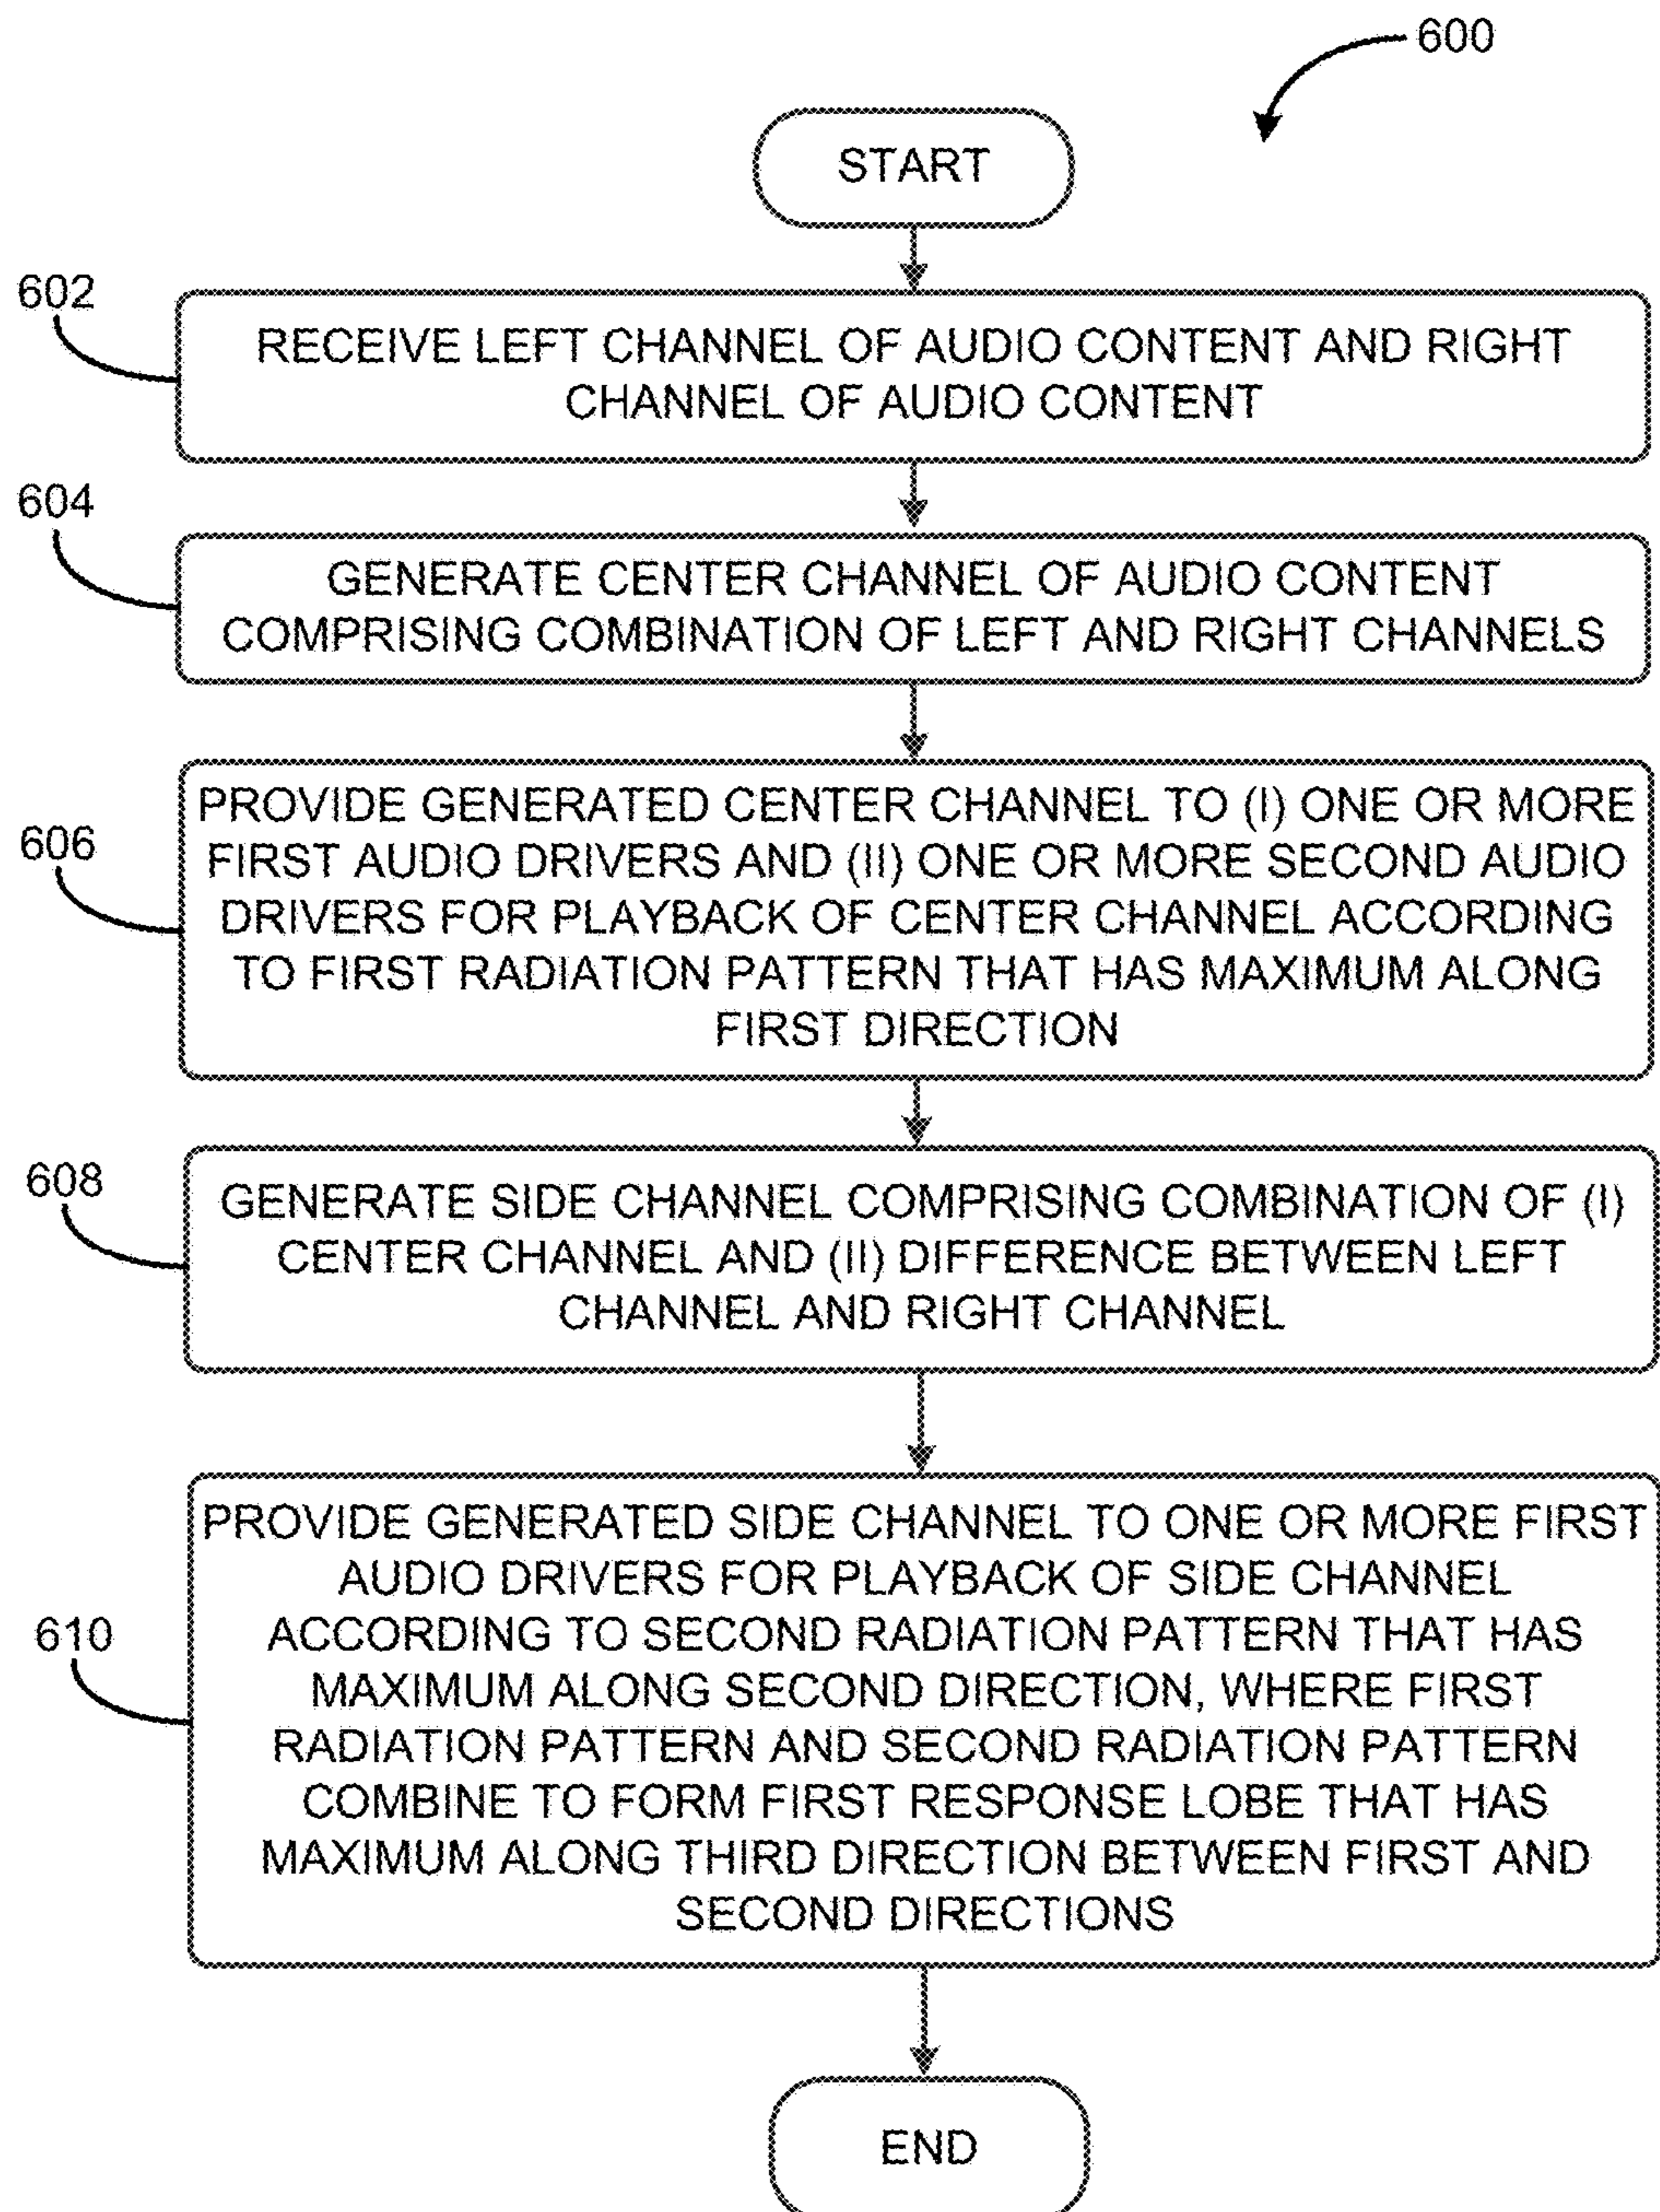 600
START
602
RECEIVE LEFT CHANNEL OF AUDIO CONTENT AND RIGHT
CHANNEL OF AUDIO CONTENT
604
GENERATE CENTER CHANNEL OF AUDIO CONTENT
COMPRISING COMBINATION OF LEFT AND RIGHT CHANNELS
606
PROVIDE GENERATED CENTER CHANNEL TO (I) ONE OR MORE
FIRST AUDIO DRIVERS AND (II) ONE OR MORE SECOND AUDIO
DRIVERS FOR PLAYBACK OF CENTER CHANNEL ACCORDING
TO FIRST RADIATION PATTERN THAT HAS MAXIMUM ALONG
FIRST DIRECTION
608
GENERATE SIDE CHANNEL COMPRISING COMBINATION OF (I)
CENTER CHANNEL AND (II) DIFFERENCE BETWEEN LEFT
CHANNEL AND RIGHT CHANNEL
610
PROVIDE GENERATED SIDE CHANNEL TO ONE OR MORE FIRST
AUDIO DRIVERS FOR PLAYBACK OF SIDE CHANNEL
ACCORDING TO SECOND RADIATION PATTERN THAT HAS
MAXIMUM ALONG SECOND DIRECTION, WHERE FIRST
RADIATION PATTERN AND SECOND RADIATION PATTERN
COMBINE TO FORM FIRST RESPONSE LOBE THAT HAS
MAXIMUM ALONG THIRD DIRECTION BETWEEN FIRST AND
SECOND DIRECTIONS
END